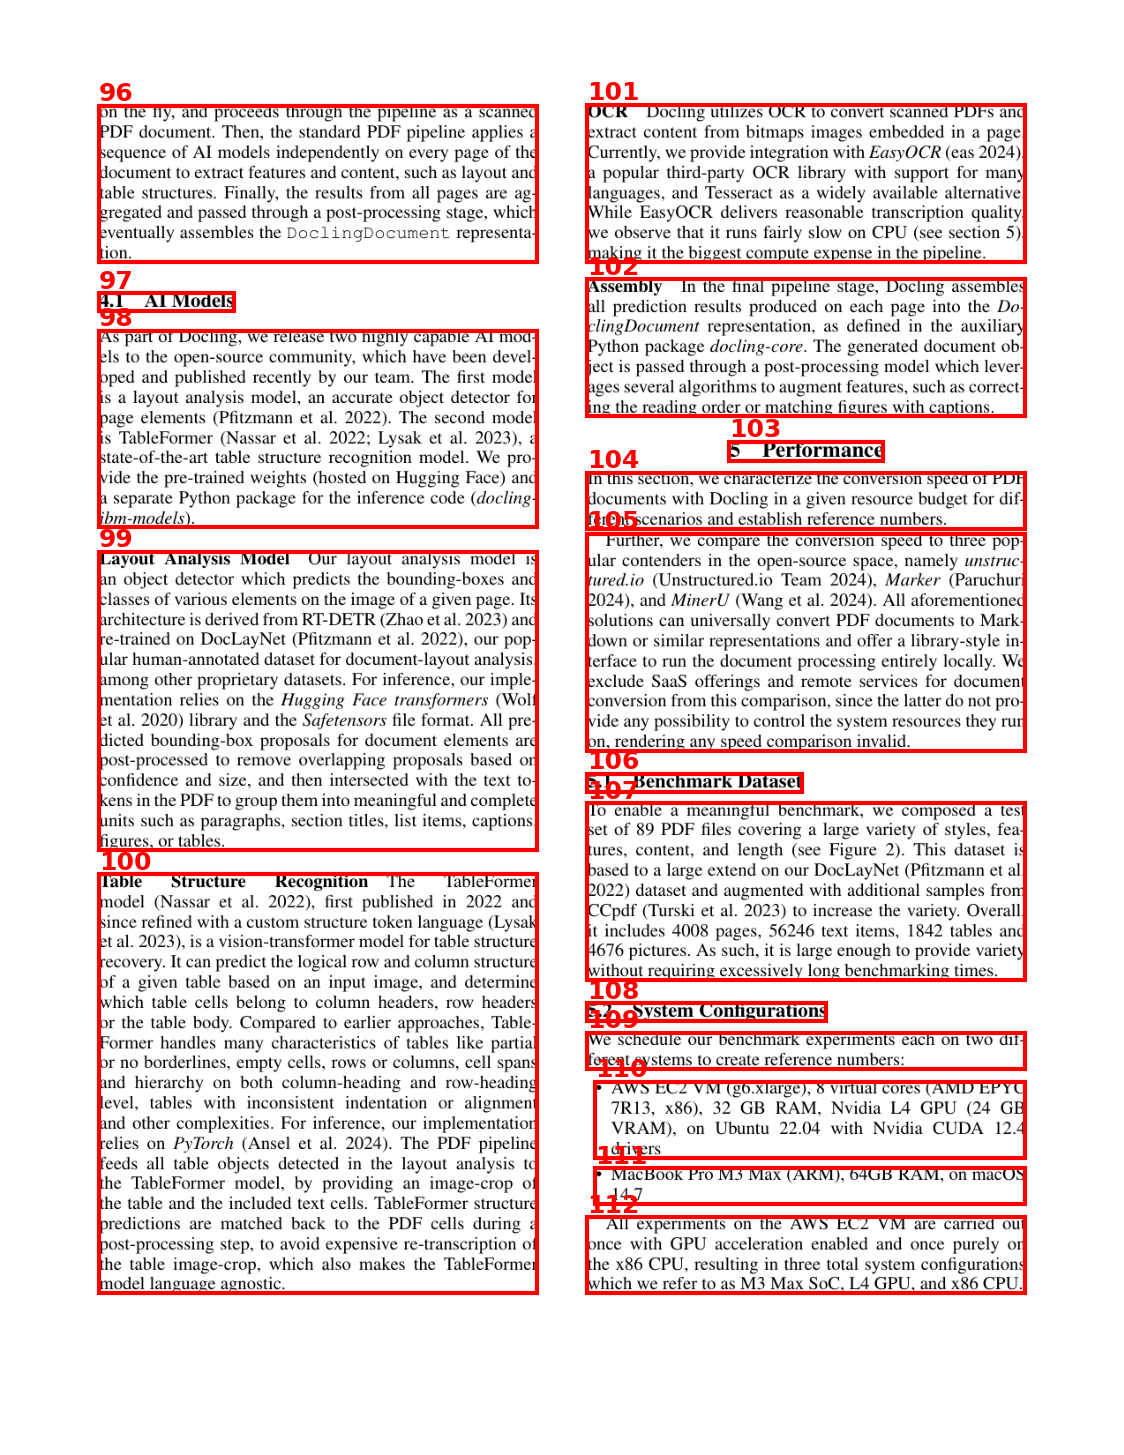 96
on the fly, and proceeds through the pipeline as a scanned
PDF document. Then, the standard PDF pipeline applies a
sequence of AI models independently on every page of the
document to extract features and content, such as layout and
table structures. Finally, the results from all pages are ag-
gregated and passed through a post-processing stage, which
eventually assembles the DoclingDocument representa-
tion.
97
4.1 AI Models
98
As part of Docling, we release two highly capable AI mod-
els to the open-source community, which have been devel-
oped and published recently by our team. The first model
is a layout analysis model, an accurate object detector for
page elements (Pfitzmann et al. 2022). The second model
is TableFormer (Nassar et al. 2022; Lysak et al. 2023), a
state-of-the-art table structure recognition model. We pro-
vide the pre-trained weights (hosted on Hugging Face) and
a separate Python package for the inference code (docling-
ibm-models).
99
Layout Analysis Model Our layout analysis model is
an object detector which predicts the bounding-boxes and
classes of various elements on the image of a given page. Its
architecture is derived from RT-DETR (Zhao et al. 2023) and
re-trained on DocLayNet (Pfitzmann et al. 2022), our pop-
ular human-annotated dataset for document-layout analysis,
among other proprietary datasets. For inference, our imple-
mentation relies on the Hugging Face transformers (Wolf
et al. 2020) library and the Safetensors file format. All pre-
dicted bounding-box proposals for document elements are
post-processed to remove overlapping proposals based on
confidence and size, and then intersected with the text to-
kens in the PDF to group them into meaningful and complete
units such as paragraphs, section titles, list items, captions,
figures, or tables.
100
Table Structure Recognition The TableFormer
model (Nassar et al. 2022), first published in 2022 and
since refined with a custom structure token language (Lysak
et al. 2023), is a vision-transformer model for table structure
recovery. It can predict the logical row and column structure
of a given table based on an input image, and determine
which table cells belong to column headers, row headers
or the table body. Compared to earlier approaches, Table-
Former handles many characteristics of tables like partial
or no borderlines, empty cells, rows or columns, cell spans
and hierarchy on both column-heading and row-heading
level, tables with inconsistent indentation or alignment
and other complexities. For inference, our implementation
relies on PyTorch (Ansel et al. 2024). The PDF pipeline
feeds all table objects detected in the layout analysis to
the TableFormer model, by providing an image-crop of
the table and the included text cells. TableFormer structure
predictions are matched back to the PDF cells during a
post-processing step, to avoid expensive re-transcription of
the table image-crop, which also makes the TableFormer
model language agnostic.
101
OCR Docling utilizes OCR to convert scanned PDFs and
extract content from bitmaps images embedded in a page.
Currently, we provide integration with EasyOCR (eas 2024),
a popular third-party OCR library with support for many
languages, and Tesseract as a widely available alternative.
While EasyOCR delivers reasonable transcription quality,
we observe that it runs fairly slow on CPU (see section 5),
making it the biggest compute expense in the pipeline.
102
Assembly In the final pipeline stage, Docling assembles
all prediction results produced on each page into the Do-
clingDocument representation, as defined in the auxiliary
Python package docling-core. The generated document ob-
ject is passed through a post-processing model which lever-
ages several algorithms to augment features, such as correct-
ing the reading order or matching figures with captions.
103
5 Performance
104
In this section, we characterize the conversion speed of PDF
documents with Docling in a given resource budget for dif-
ferent scenarios and establish reference numbers.
105
Further, we compare the conversion speed to three pop-
ular contenders in the open-source space, namely unstruc-
tured.io (Unstructured.io Team 2024), Marker (Paruchuri
2024), and MinerU (Wang et al. 2024). All aforementioned
solutions can universally convert PDF documents to Mark-
down or similar representations and offer a library-style in-
terface to run the document processing entirely locally. We
exclude SaaS offerings and remote services for document
conversion from this comparison, since the latter do not pro-
vide any possibility to control the system resources they run
on, rendering any speed comparison invalid.
106
5.1 Benchmark Dataset
107
To enable a meaningful benchmark, we composed a test
set of 89 PDF files covering a large variety of styles, fea-
tures, content, and length (see Figure 2). This dataset is
based to a large extend on our DocLayNet (Pfitzmann et al.
2022) dataset and augmented with additional samples from
CCpdf (Turski et al. 2023) to increase the variety. Overall,
it includes 4008 pages, 56246 text items, 1842 tables and
4676 pictures. As such, it is large enough to provide variety
without requiring excessively long benchmarking times.
108
5.2 System Configurations
109
We schedule our benchmark experiments each on two dif-
ferent systems to create reference numbers:
110
• AWS EC2 VM (g6.xlarge), 8 virtual cores (AMD EPYC
7R13, x86), 32 GB RAM, Nvidia L4 GPU (24 GB
VRAM), on Ubuntu 22.04 with Nvidia CUDA 12.4
drivers
111
• MacBook Pro M3 Max (ARM), 64GB RAM, on macOS
14.7
112
All experiments on the AWS EC2 VM are carried out
once with GPU acceleration enabled and once purely on
the x86 CPU, resulting in three total system configurations
which we refer to as M3 Max SoC, L4 GPU, and x86 CPU.